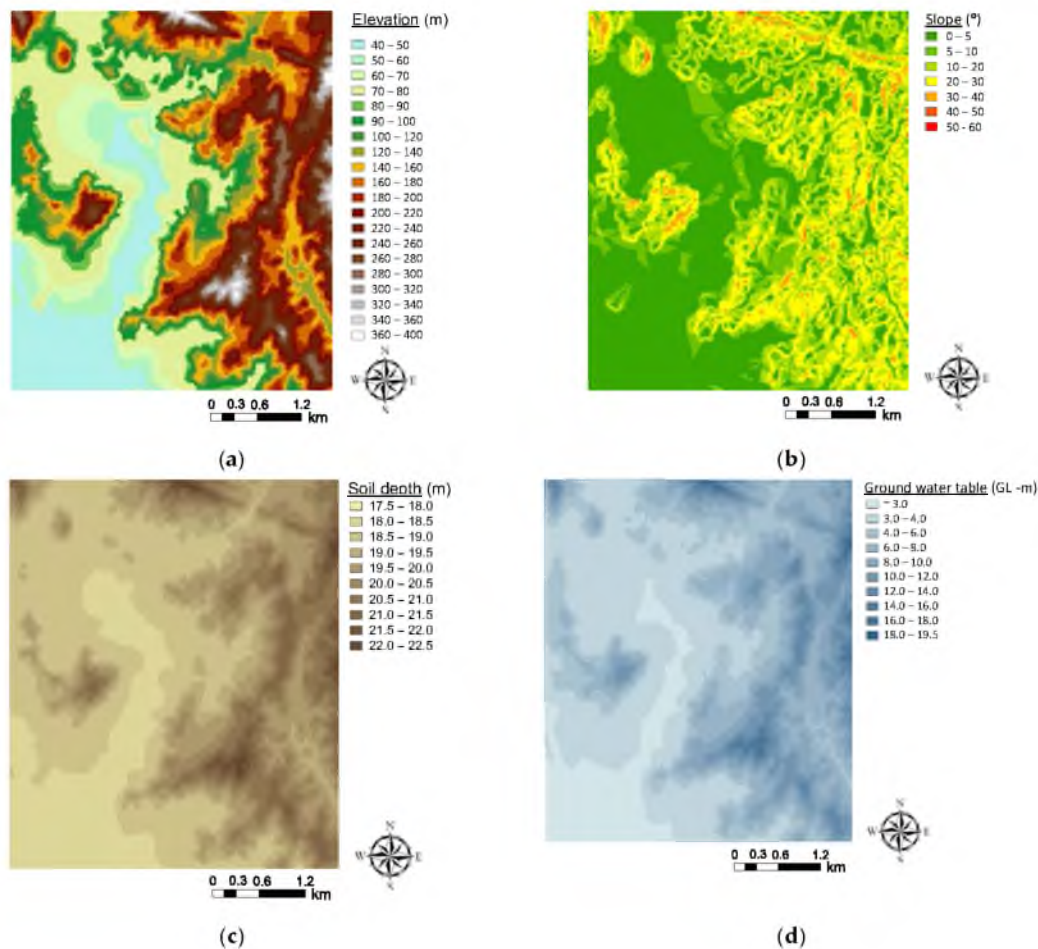 Elevation (m)
40 – 50
50 – 60
60 – 70
70 – 80
80 – 90
90 – 100
100 – 120
120 – 140
140 – 160
160 – 180
180 – 200
200 – 220
220 – 240
240 – 260
260 – 280
280 – 300
300 – 320
320 – 340
340 – 360
360 – 400
N
W E
S
0 0.3 0.6 1.2
km
(a)
Slope (°)
0 – 5
5 – 10
10 – 20
20 – 30
30 – 40
40 – 50
50 - 60
N
W E
S
0 0.3 0.6 1.2
km
(b)
Soil depth (m)
17.5 – 18.0
18.0 – 18.5
18.5 – 19.0
19.0 – 19.5
19.5 – 20.0
20.0 – 20.5
20.5 – 21.0
21.0 – 21.5
21.5 – 22.0
22.0 – 22.5
N
W E
S
0 0.3 0.6 1.2
km
(c)
Ground water table (GL -m)
– 3.0
3.0 – 4.0
4.0 – 6.0
6.0 – 8.0
8.0 – 10.0
10.0 – 12.0
12.0 – 14.0
14.0 – 16.0
16.0 – 18.0
18.0 – 19.5
N
W E
S
0 0.3 0.6 1.2
km
(d)